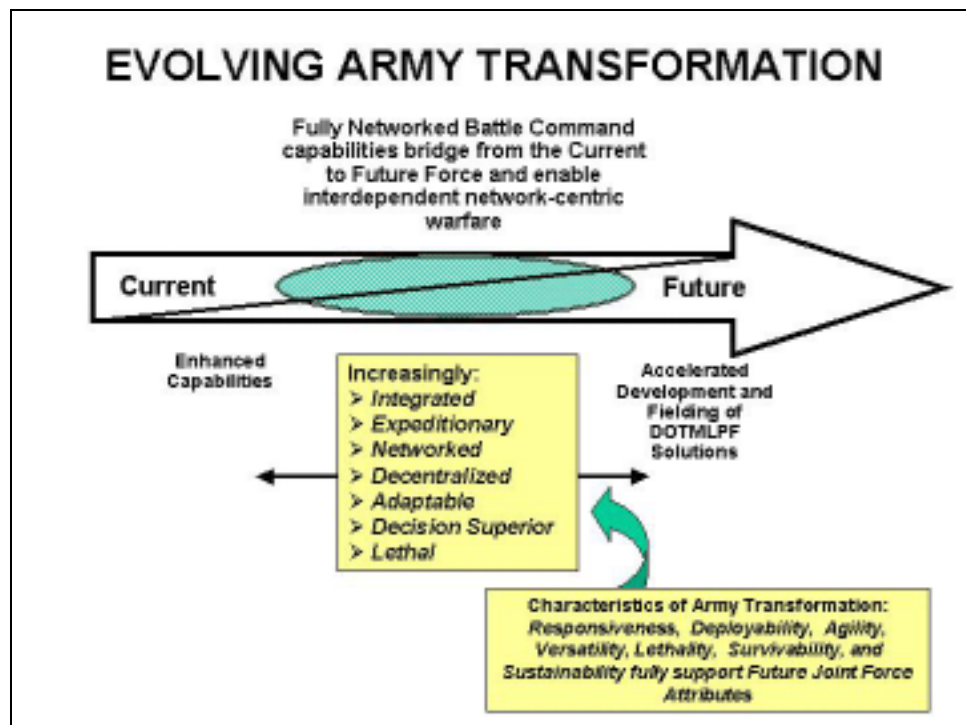 EVOLVING ARMY TRANSFORMATION
Fully Networked Battle Command
capabilities bridge from the Current
to Future Force and enable
interdependent network-centric
warfare
Current
Future
Enhanced
Capabilities
Increasingly:
➢ Integrated
➢ Expeditionary
➢ Networked
➢ Decentralized
➢ Adaptable
➢ Decision Superior
➢ Lethal
Accelerated
Development and
Fielding of
DOTMLPF
Solutions
Characteristics of Army Transformation:
Responsiveness, Deployability, Agility,
Versatility, Lethality, Survivability, and
Sustainability fully support Future Joint Force
Attributes